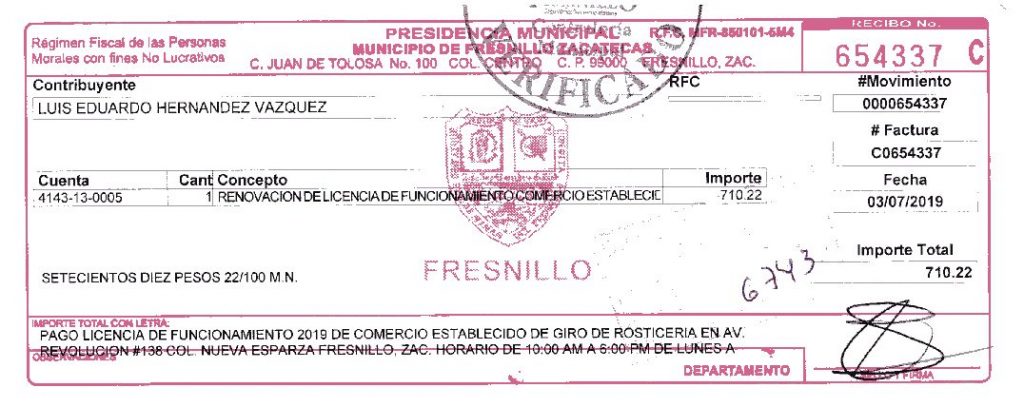 RECIBO No.
654337 C
Régimen Fiscal de las Personas
Morales con fines No Lucrativos
PRESIDENCIA MUNICIPAL R.F.C. MFR-850101-6M4
MUNICIPIO DE FRESNILLO ZACATECAS.
C. JUAN DE TOLOSA No. 100 COL. CENTRO C. P. 99000 FRESNILLO, ZAC.
VERIFICADO
Contribuyente
RFC
#Movimiento
LUIS EDUARDO HERNANDEZ VAZQUEZ
0000654337
# Factura
C0654337
Cuenta Cant Concepto Importe
Fecha
4143-13-0005 1 RENOVACION DE LICENCIA DE FUNCIONAMIENTO COMERCIO ESTABLECIE 710.22
03/07/2019
Importe Total
710.22
FRESNILLO
SETECIENTOS DIEZ PESOS 22/100 M.N.
6743
IMPORTE TOTAL CON LETRA:
PAGO LICENCIA DE FUNCIONAMIENTO 2019 DE COMERCIO ESTABLECIDO DE GIRO DE ROSTICERIA EN AV.
REVOLUCION #138 COL. NUEVA ESPARZA FRESNILLO, ZAC. HORARIO DE 10:00 AM A 6:00 PM DE LUNES A
OBSERVACIONES
DEPARTAMENTO
FIRMA